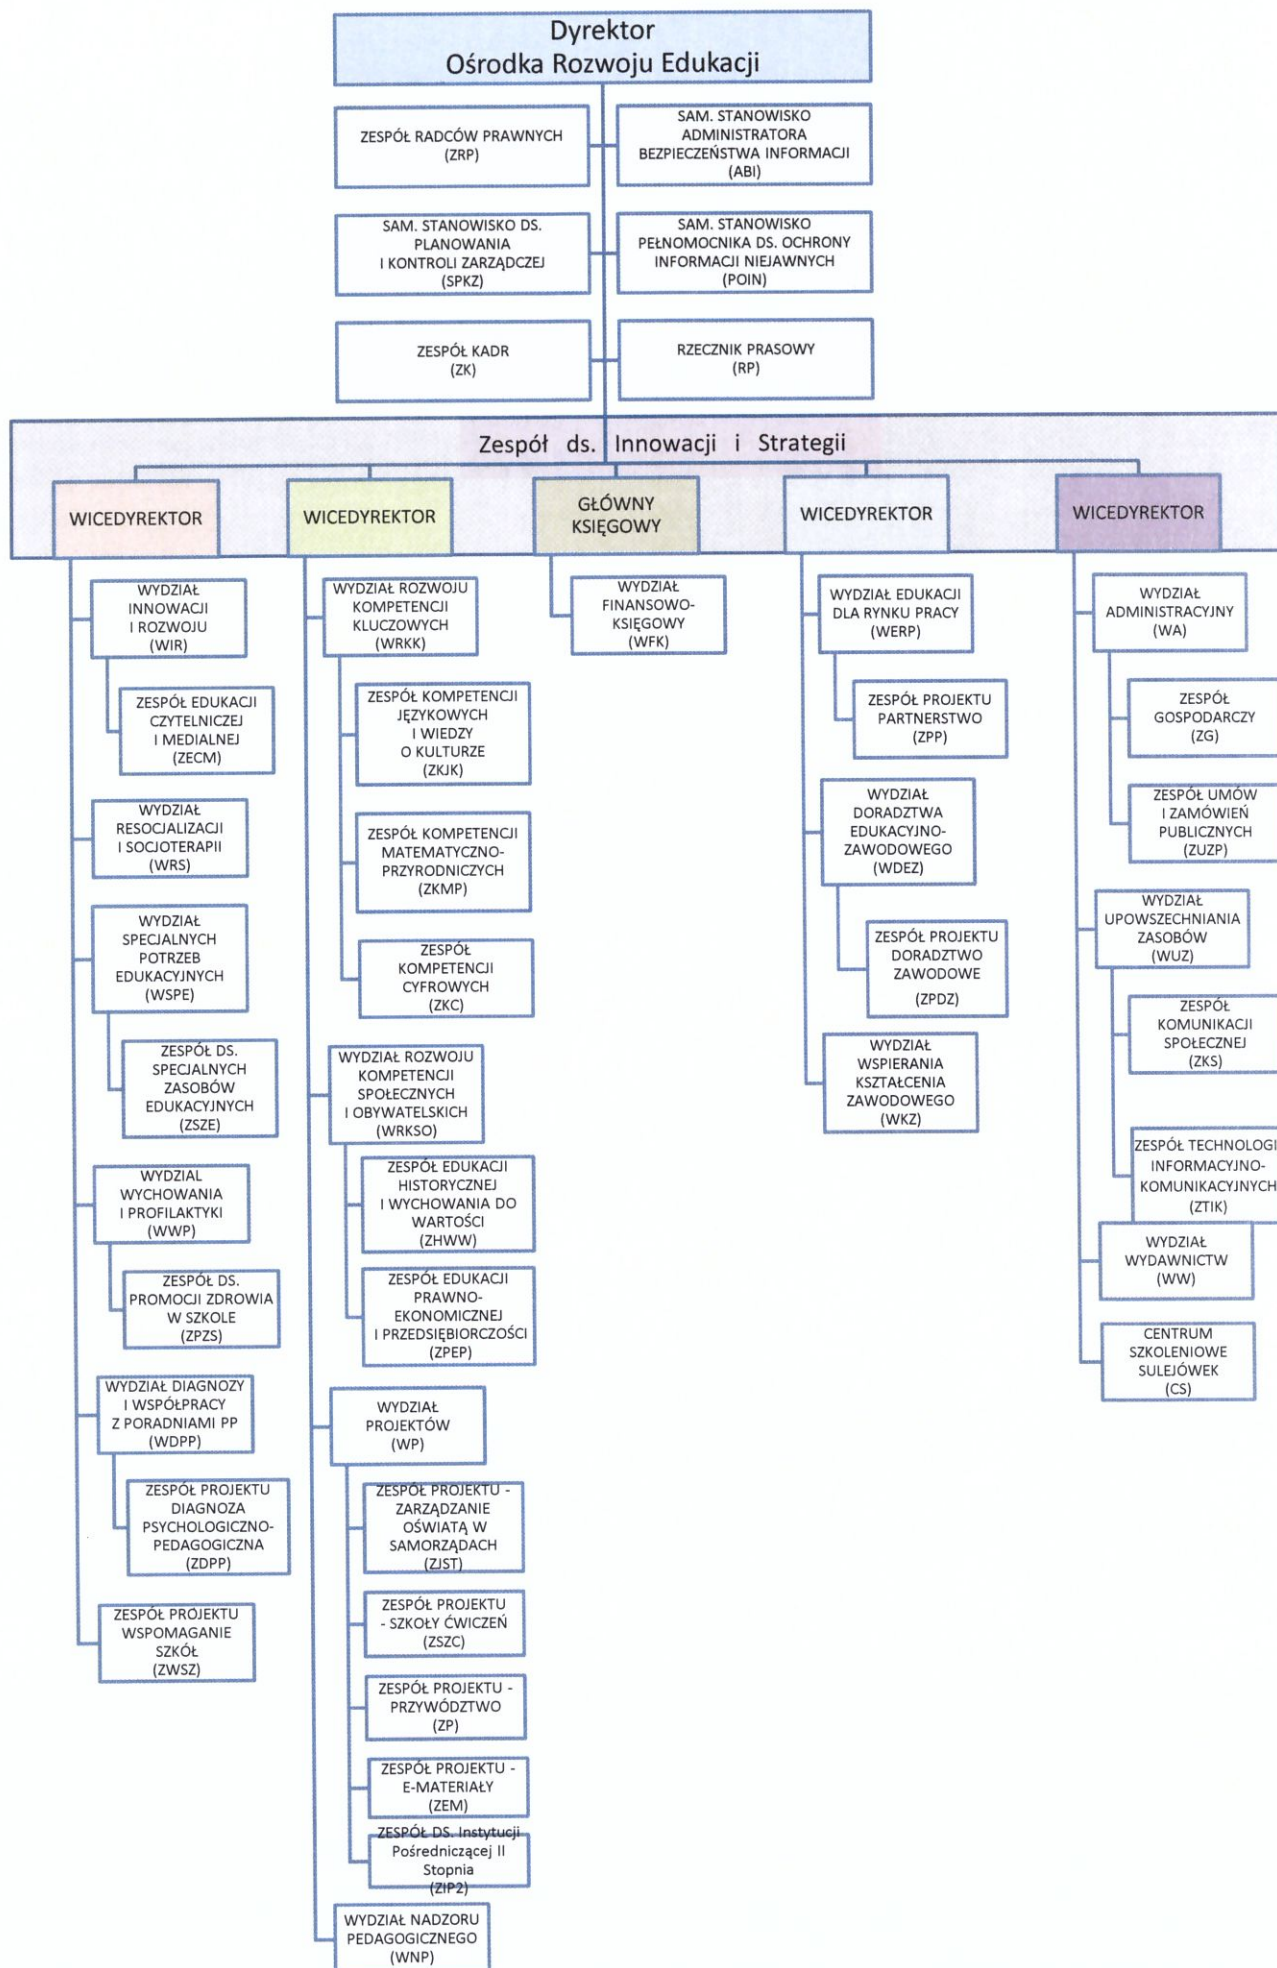 Dyrektor
Ośrodka Rozwoju Edukacji
ZESPÓŁ RADCÓW PRAWNYCH
(ZRP)
SAM. STANOWISKO
ADMINISTRATORA
BEZPIECZEŃSTWA INFORMACJI
(ABI)
SAM. STANOWISKO DS.
PLANOWANIA
I KONTROLI ZARZĄDCZEJ
(SPKZ)
SAM. STANOWISKO
PEŁNOMOCNIKA DS. OCHRONY
INFORMACJI NIEJAWNYCH
(POIN)
ZESPÓŁ KADR
(ZK)
RZECZNIK PRASOWY
(RP)
Zespół ds. Innowacji i Strategii
WICEDYREKTOR
WICEDYREKTOR
GŁÓWNY
KSIĘGOWY
WICEDYREKTOR
WICEDYREKTOR
WYDZIAŁ
INNOWACJI
I ROZWOJU
(WIR)
ZESPÓŁ EDUKACJI
CZYTELNICZEJ
I MEDIALNEJ
(ZECM)
WYDZIAŁ
RESOCJALIZACJI
I SOCJOTERAPII
(WRS)
WYDZIAŁ
SPECJALNYCH
POTRZEB
EDUKACYJNYCH
(WSPE)
ZESPÓŁ DS.
SPECJALNYCH
ZASOBÓW
EDUKACYJNYCH
(ZSZE)
WYDZIAL
WYCHOWANIA
I PROFILAKTYKI
(WWP)
ZESPÓŁ DS.
PROMOCJI ZDROWIA
W SZKOLE
(ZPZS)
WYDZIAŁ DIAGNOZY
I WSPÓŁPRACY
Z PORADNIAMI PP
(WDPP)
ZESPÓŁ PROJEKTU
DIAGNOZA
PSYCHOLOGICZNO-
PEDAGOGICZNA
(ZDPP)
ZESPÓŁ PROJEKTU
WSPOMAGANIE
SZKÓŁ
(ZWSZ)
WYDZIAŁ ROZWOJU
KOMPETENCJI
KLUCZOWYCH
(WRKK)
ZESPÓŁ KOMPETENCJI
JĘZYKOWYCH
I WIEDZY
O KULTURZE
(ZKJK)
ZESPÓŁ KOMPETENCJI
MATEMATYCZNO-
PRZYRODNICZYCH
(ZKMP)
ZESPÓŁ
KOMPETENCJI
CYFROWYCH
(ZKC)
WYDZIAŁ ROZWOJU
KOMPETENCJI
SPOŁECZNYCH
I OBYWATELSKICH
(WRKSO)
ZESPÓŁ EDUKACJI
HISTORYCZNEJ
I WYCHOWANIA DO
WARTOŚCI
(ZHWW)
ZESPÓŁ EDUKACJI
PRAWNO-
EKONOMICZNEJ
I PRZEDSIĘBIORCZOŚCI
(ZPEP)
WYDZIAŁ
PROJEKTÓW
(WP)
ZESPÓŁ PROJEKTU -
ZARZĄDZANIE
OŚWIATĄ W
SAMORZĄDACH
(ZJST)
ZESPÓŁ PROJEKTU
- SZKOŁY ĆWICZEŃ
(ZSZC)
ZESPÓŁ PROJEKTU -
PRZYWÓDZTWO
(ZP)
ZESPÓŁ PROJEKTU -
E-MATERIAŁY
(ZEM)
ZESPÓŁ DS. Instytucji
Pośredniczącej II
Stopnia
(ZIP2)
WYDZIAŁ NADZORU
PEDAGOGICZNEGO
(WNP)
WYDZIAŁ
FINANSOWO-
KSIĘGOWY
(WFK)
WYDZIAŁ EDUKACJI
DLA RYNKU PRACY
(WERP)
ZESPÓŁ PROJEKTU
PARTNERSTWO
(ZPP)
WYDZIAŁ
DORADZTWA
EDUKACYJNO-
ZAWODOWEGO
(WDEZ)
ZESPÓŁ PROJEKTU
DORADZTWO
ZAWODOWE
(ZPDZ)
WYDZIAŁ
WSPIERANIA
KSZTAŁCENIA
ZAWODOWEGO
(WKZ)
WYDZIAŁ
ADMINISTRACYJNY
(WA)
ZESPÓŁ
GOSPODARCZY
(ZG)
ZESPÓŁ UMÓW
I ZAMÓWIEŃ
PUBLICZNYCH
(ZUZP)
WYDZIAŁ
UPOWSZECHNIANIA
ZASOBÓW
(WUZ)
ZESPÓŁ
KOMUNIKACJI
SPOŁECZNEJ
(ZKS)
ZESPÓŁ TECHNOLOGI
INFORMACYJNO-
KOMUNIKACYJNYCH
(ZTIK)
WYDZIAŁ
WYDAWNICTW
(WW)
CENTRUM
SZKOLENIOWE
SULEJÓWEK
(CS)